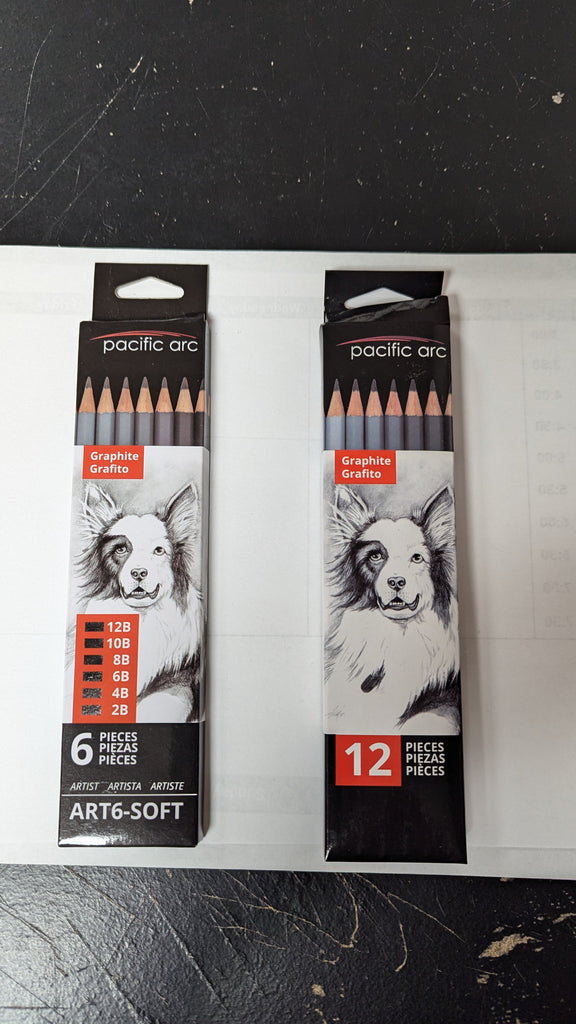 pacific arc
Graphite
Grafito
12B
10B
8B
6B
4B
2B
6 PIECES
PIEZAS
PIÈCES
ARTIST ARTISTA ARTISTE
ART6-SOFT
pacific arc
Graphite
Grafito
12 PIECES
PIEZAS
PIÈCES